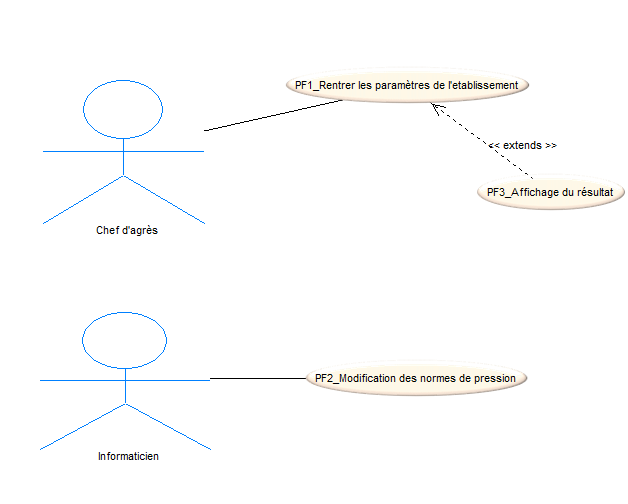 PF1_Rentrer les paramètres de l'etablissement
<< extends >>
PF3_Affichage du résultat
Chef d'agrès
PF2_Modification des normes de pression
Informaticien